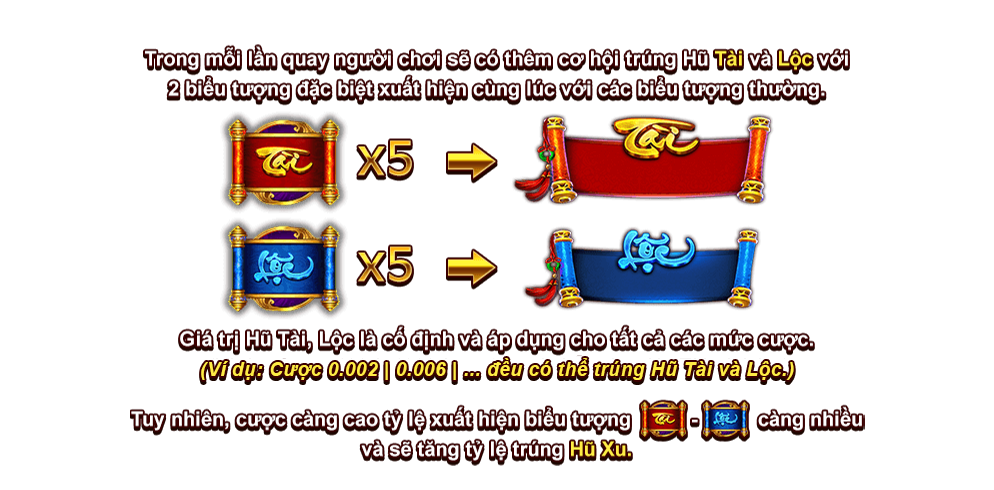 Trong mỗi lần quay người chơi sẽ có thêm cơ hội trúng Hũ Tài và Lộc với
2 biểu tượng đặc biệt xuất hiện cùng lúc với các biểu tượng thường.
Tài x5 Tài
Lộc x5 Lộc
Giá trị Hũ Tài, Lộc là cố định và áp dụng cho tất cả các mức cược.
(Ví dụ: Cược 0.002 | 0.006 | ... đều có thể trúng Hũ Tài và Lộc.)
Tuy nhiên, cược càng cao tỷ lệ xuất hiện biểu tượng Tài - Lộc càng nhiều
và sẽ tăng tỷ lệ trúng Hũ Xu.